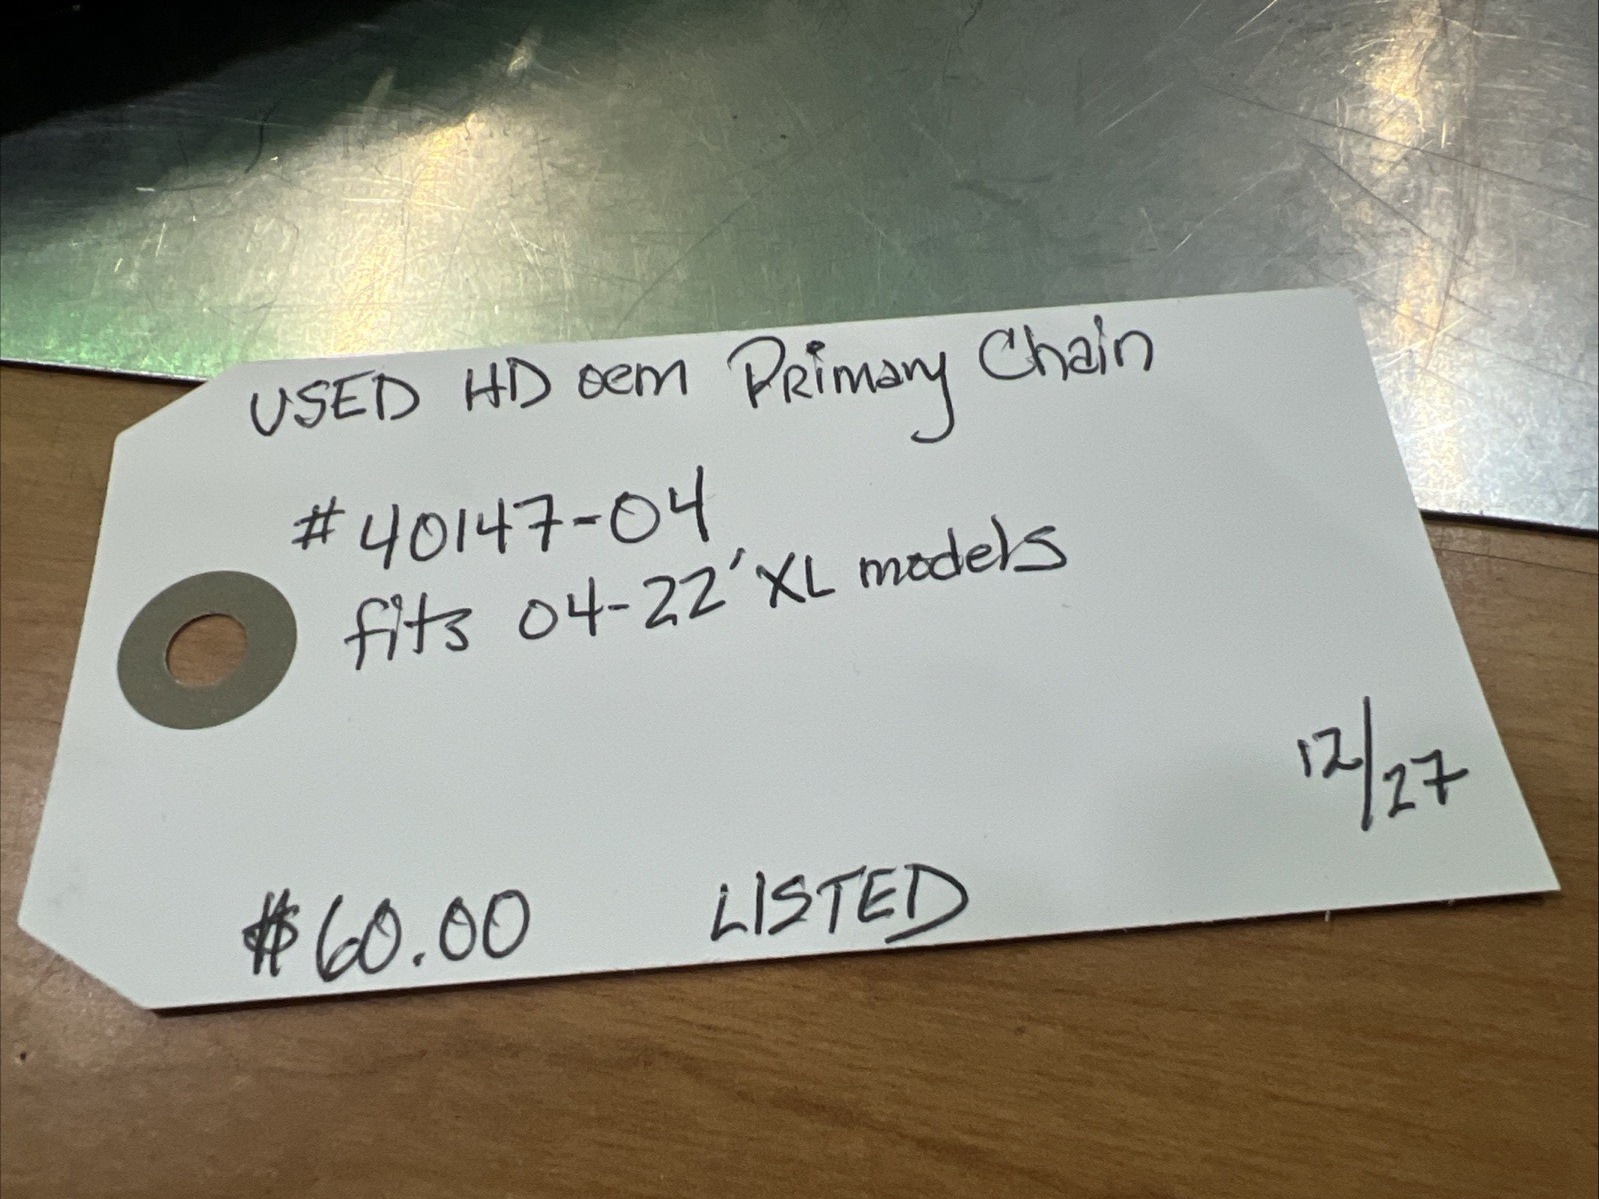 USED HD oem Primary Chain
#40147-04
fits 04-22' XL models
12/27
$60.00 LISTED